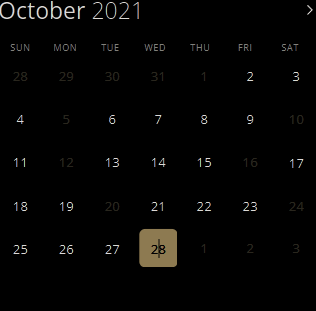 October 2021
SUN MON TUE WED THU FRI SAT
28 29 30 31 1 2 3
4 5 6 7 8 9 10
11 12 13 14 15 16 17
18 19 20 21 22 23 24
25 26 27 28 1 2 3